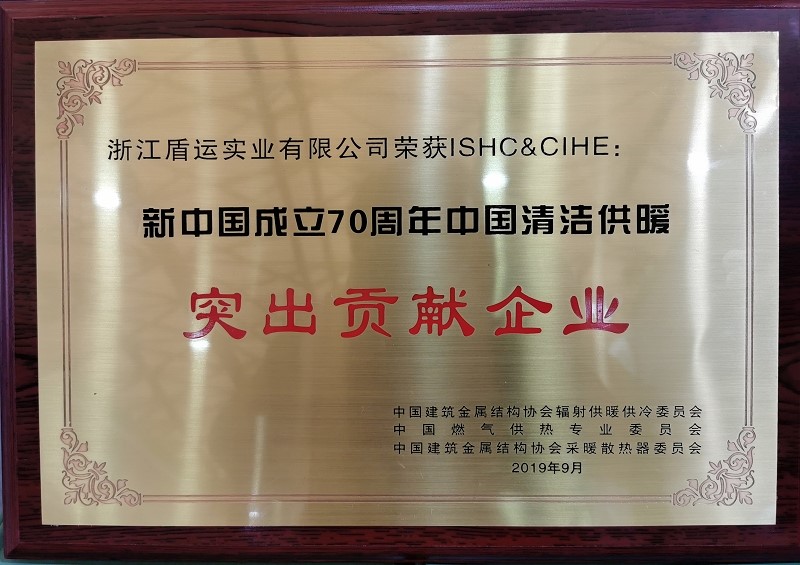 浙江盾运实业有限公司荣获ISHC&CIHE：
新中国成立70周年中国清洁供暖
突出贡献企业
中国建筑金属结构协会辐射供暖供冷委员会
中国燃气供热专业委员会
中国建筑金属结构协会采暖散热器委员会
2019年9月